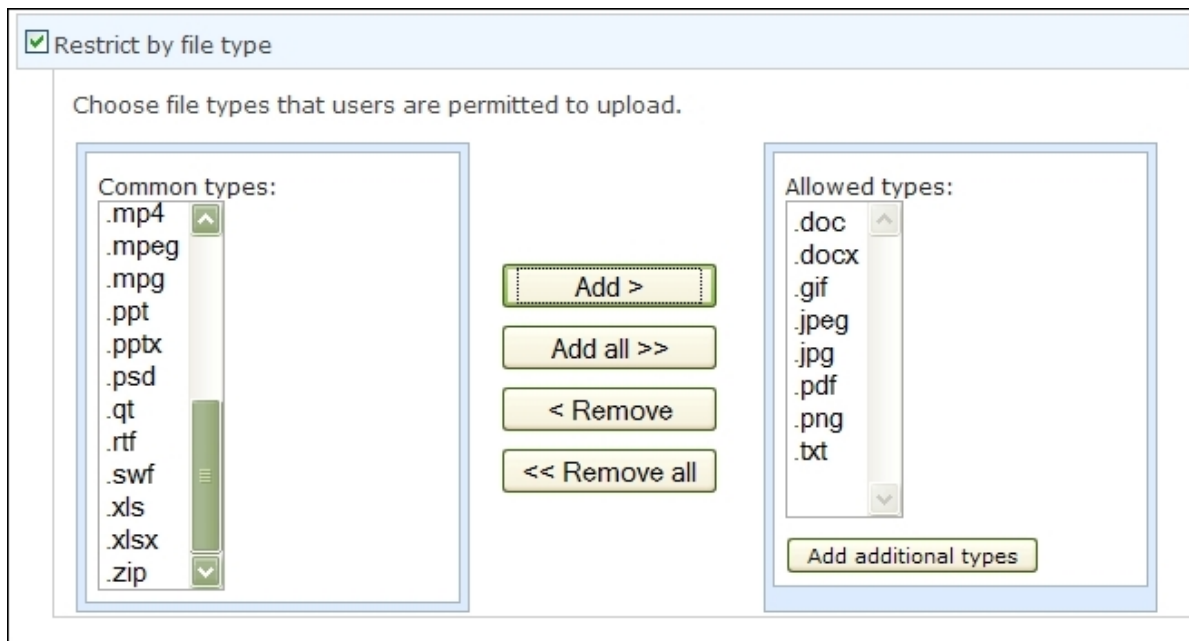 Restrict by file type
Choose file types that users are permitted to upload.
Common types:
.mp4
.mpeg
.mpg
.ppt
.pptx
.psd
.qt
.rtf
.swf
.xls
.xlsx
.zip
Add >
Add all >>
< Remove
<< Remove all
Allowed types:
.doc
.docx
.gif
.jpeg
.jpg
.pdf
.png
.txt
Add additional types